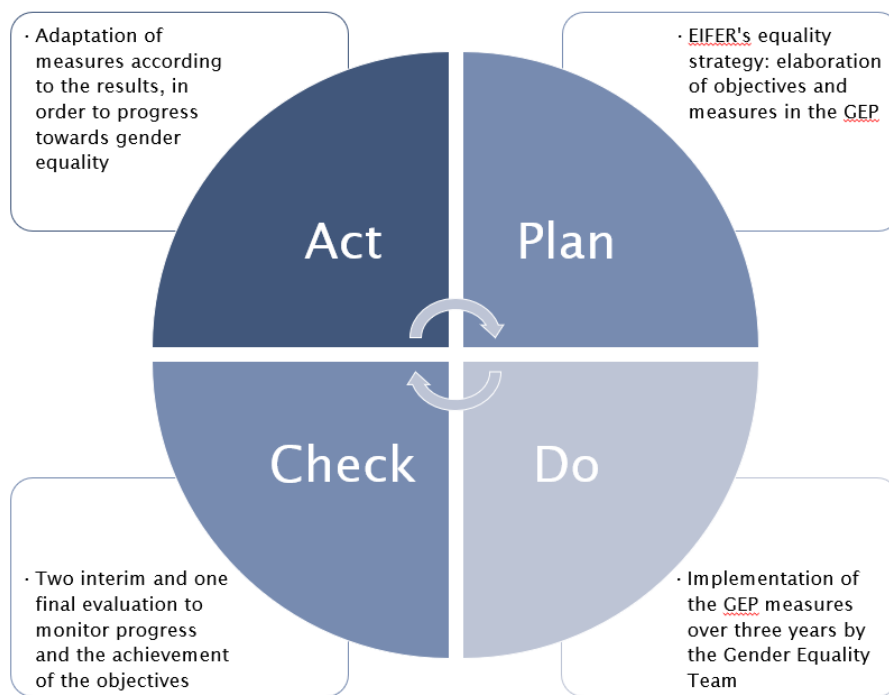 · Adaptation of
measures according
to the results, in
order to progress
towards gender
equality
· EIFER's equality
strategy: elaboration
of objectives and
measures in the GEP
Act
Plan
Check
Do
· Two interim and one
final evaluation to
monitor progress
and the achievement
of the objectives
· Implementation of
the GEP measures
over three years by
the Gender Equality
Team